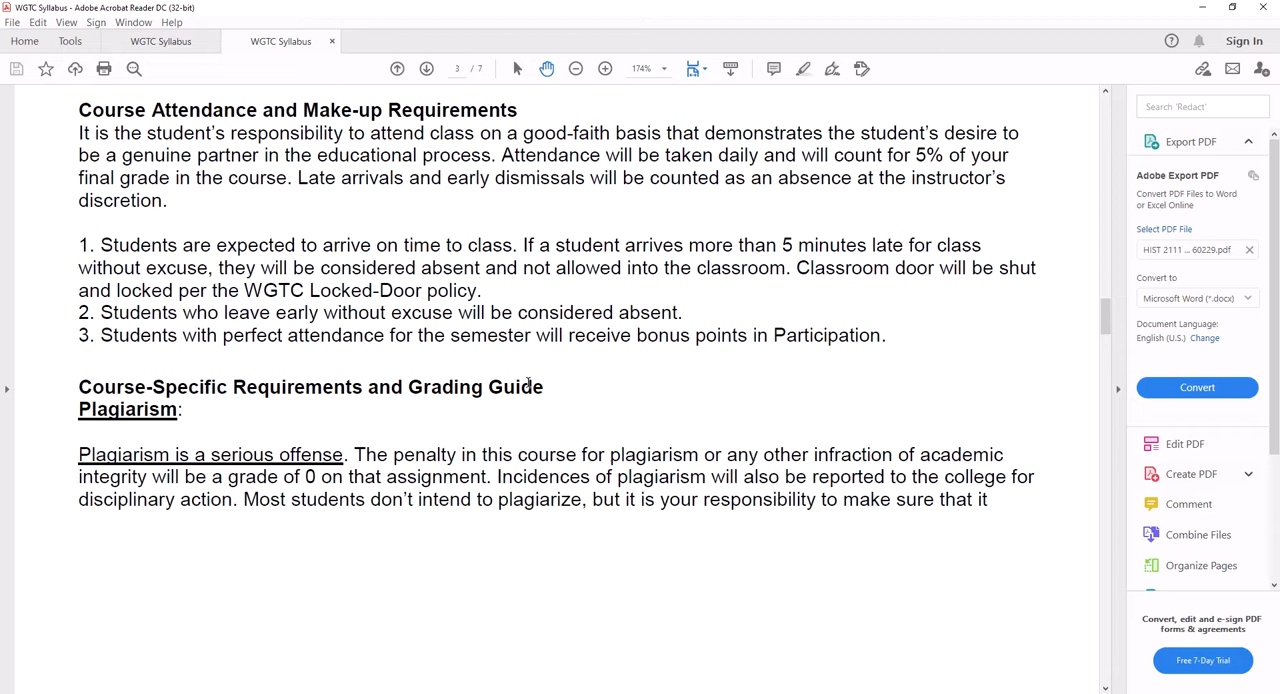 WGTC Syllabus - Adobe Acrobat Reader DC (32-bit)
File Edit View Sign Window Help
Home Tools WGTC Syllabus WGTC Syllabus × Sign In
3 / 7 174%
Course Attendance and Make-up Requirements
It is the student's responsibility to attend class on a good-faith basis that demonstrates the student's desire to
be a genuine partner in the educational process. Attendance will be taken daily and will count for 5% of your
final grade in the course. Late arrivals and early dismissals will be counted as an absence at the instructor's
discretion.
1. Students are expected to arrive on time to class. If a student arrives more than 5 minutes late for class
without excuse, they will be considered absent and not allowed into the classroom. Classroom door will be shut
and locked per the WGTC Locked-Door policy.
2. Students who leave early without excuse will be considered absent.
3. Students with perfect attendance for the semester will receive bonus points in Participation.
Course-Specific Requirements and Grading Guide
Plagiarism:
Plagiarism is a serious offense. The penalty in this course for plagiarism or any other infraction of academic
integrity will be a grade of 0 on that assignment. Incidences of plagiarism will also be reported to the college for
disciplinary action. Most students don't intend to plagiarize, but it is your responsibility to make sure that it
Search 'Redact'
Export PDF
Adobe Export PDF
Convert PDF Files to Word
or Excel Online
Select PDF File
HIST 2111 ... 60229.pdf
Convert to
Microsoft Word (*.docx)
Document Language:
English (U.S.) Change
Convert
Edit PDF
Create PDF
Comment
Combine Files
Organize Pages
Convert, edit and e-sign PDF
forms & agreements
Free 7-Day Trial